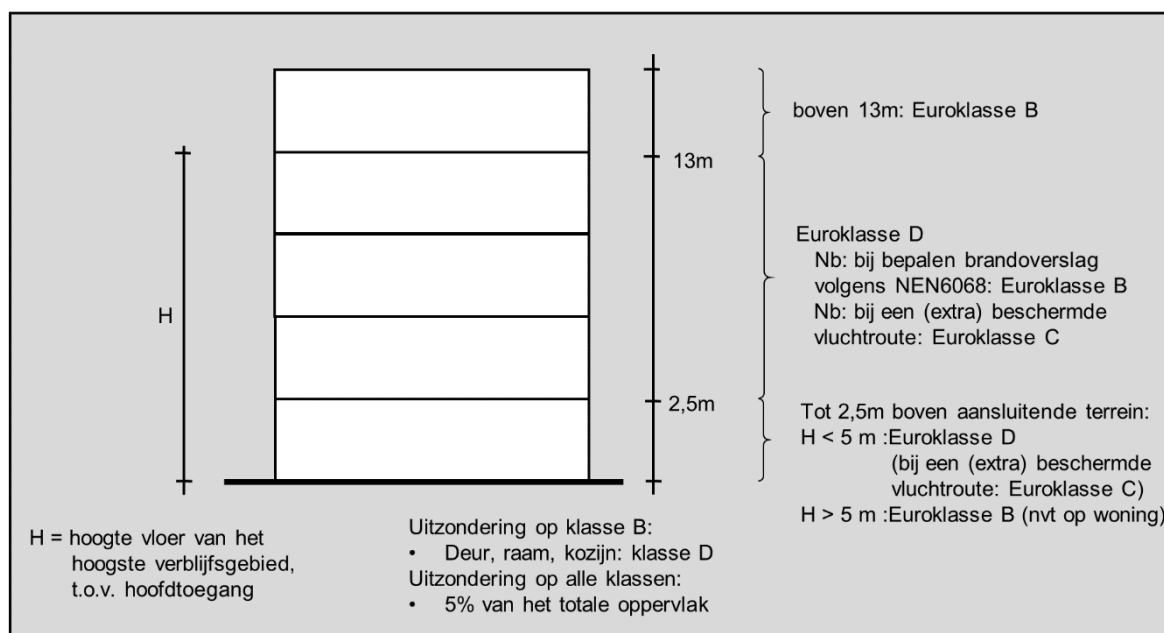 boven 13m: Euroklasse B
13m
Euroklasse D
Nb: bij bepalen brandoverslag
volgens NEN6068: Euroklasse B
Nb: bij een (extra) beschermde
vluchtroute: Euroklasse C
H
2,5m
Tot 2,5m boven aansluitende terrein:
H < 5 m :Euroklasse D
(bij een (extra) beschermde
vluchtroute: Euroklasse C)
H > 5 m :Euroklasse B (nvt op woning)
H = hoogte vloer van het
hoogste verblijfsgebied,
t.o.v. hoofdtoegang
Uitzondering op klasse B:
• Deur, raam, kozijn: klasse D
Uitzondering op alle klassen:
• 5% van het totale oppervlak